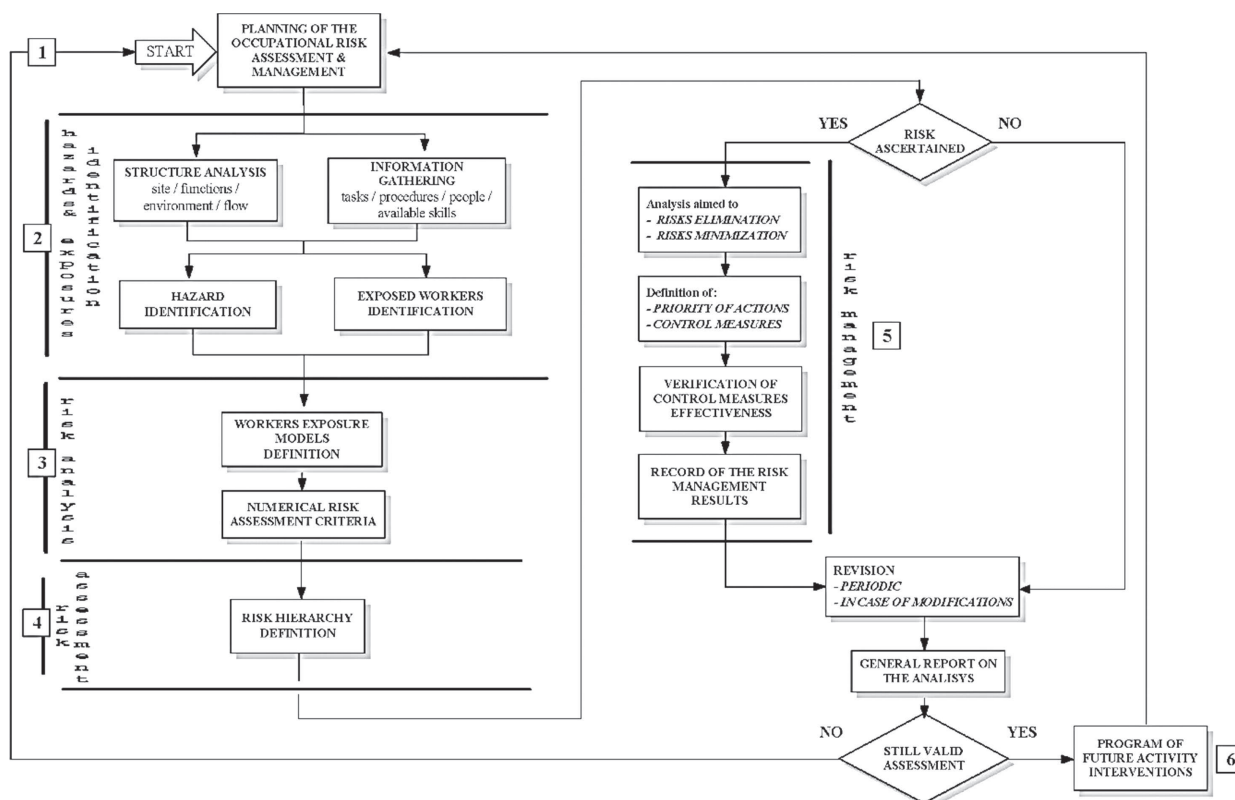 1
START
PLANNING OF THE
OCCUPATIONAL RISK
ASSESSMENT &
MANAGEMENT
2
hazardous exposures
identification
STRUCTURE ANALYSIS
site / functions /
environment / flow
INFORMATION
GATHERING
tasks / procedures / people /
available skills
HAZARD
IDENTIFICATION
EXPOSED WORKERS
IDENTIFICATION
3
risk analysis
WORKERS EXPOSURE
MODELS
DEFINITION
NUMERICAL RISK
ASSESSMENT CRITERIA
4
risk
assessment
RISK HIERARCHY
DEFINITION
YES
RISK
ASCERTAINED
NO
Analysis aimed to
- RISKS ELIMINATION
- RISKS MINIMIZATION
Definition of:
- PRIORITY OF ACTIONS
- CONTROL MEASURES
VERIFICATION OF
CONTROL MEASURES
EFFECTIVENESS
RECORD OF THE RISK
MANAGEMENT
RESULTS
risk management
5
REVISION
- PERIODIC
- IN CASE OF MODIFICATIONS
GENERAL REPORT ON
THE ANALISYS
NO
STILL VALID
ASSESSMENT
YES
PROGRAM OF
FUTURE ACTIVITY
INTERVENTIONS
6